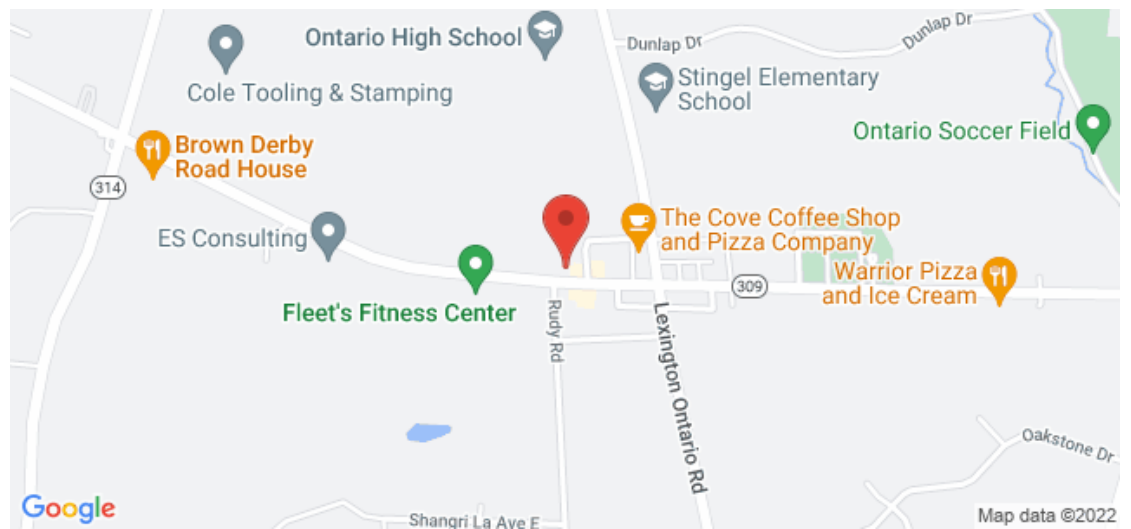 Ontario High School
Dunlap Dr
Dunlap Dr
Cole Tooling & Stamping
Stingel Elementary
School
Ontario Soccer Field
Brown Derby
Road House
314
ES Consulting
The Cove Coffee Shop
and Pizza Company
Warrior Pizza
and Ice Cream
309
Fleet's Fitness Center
Rudy Rd
Lexington Ontario Rd
Oakstone Dr
Google
Shangri La Ave E
Map data ©2022